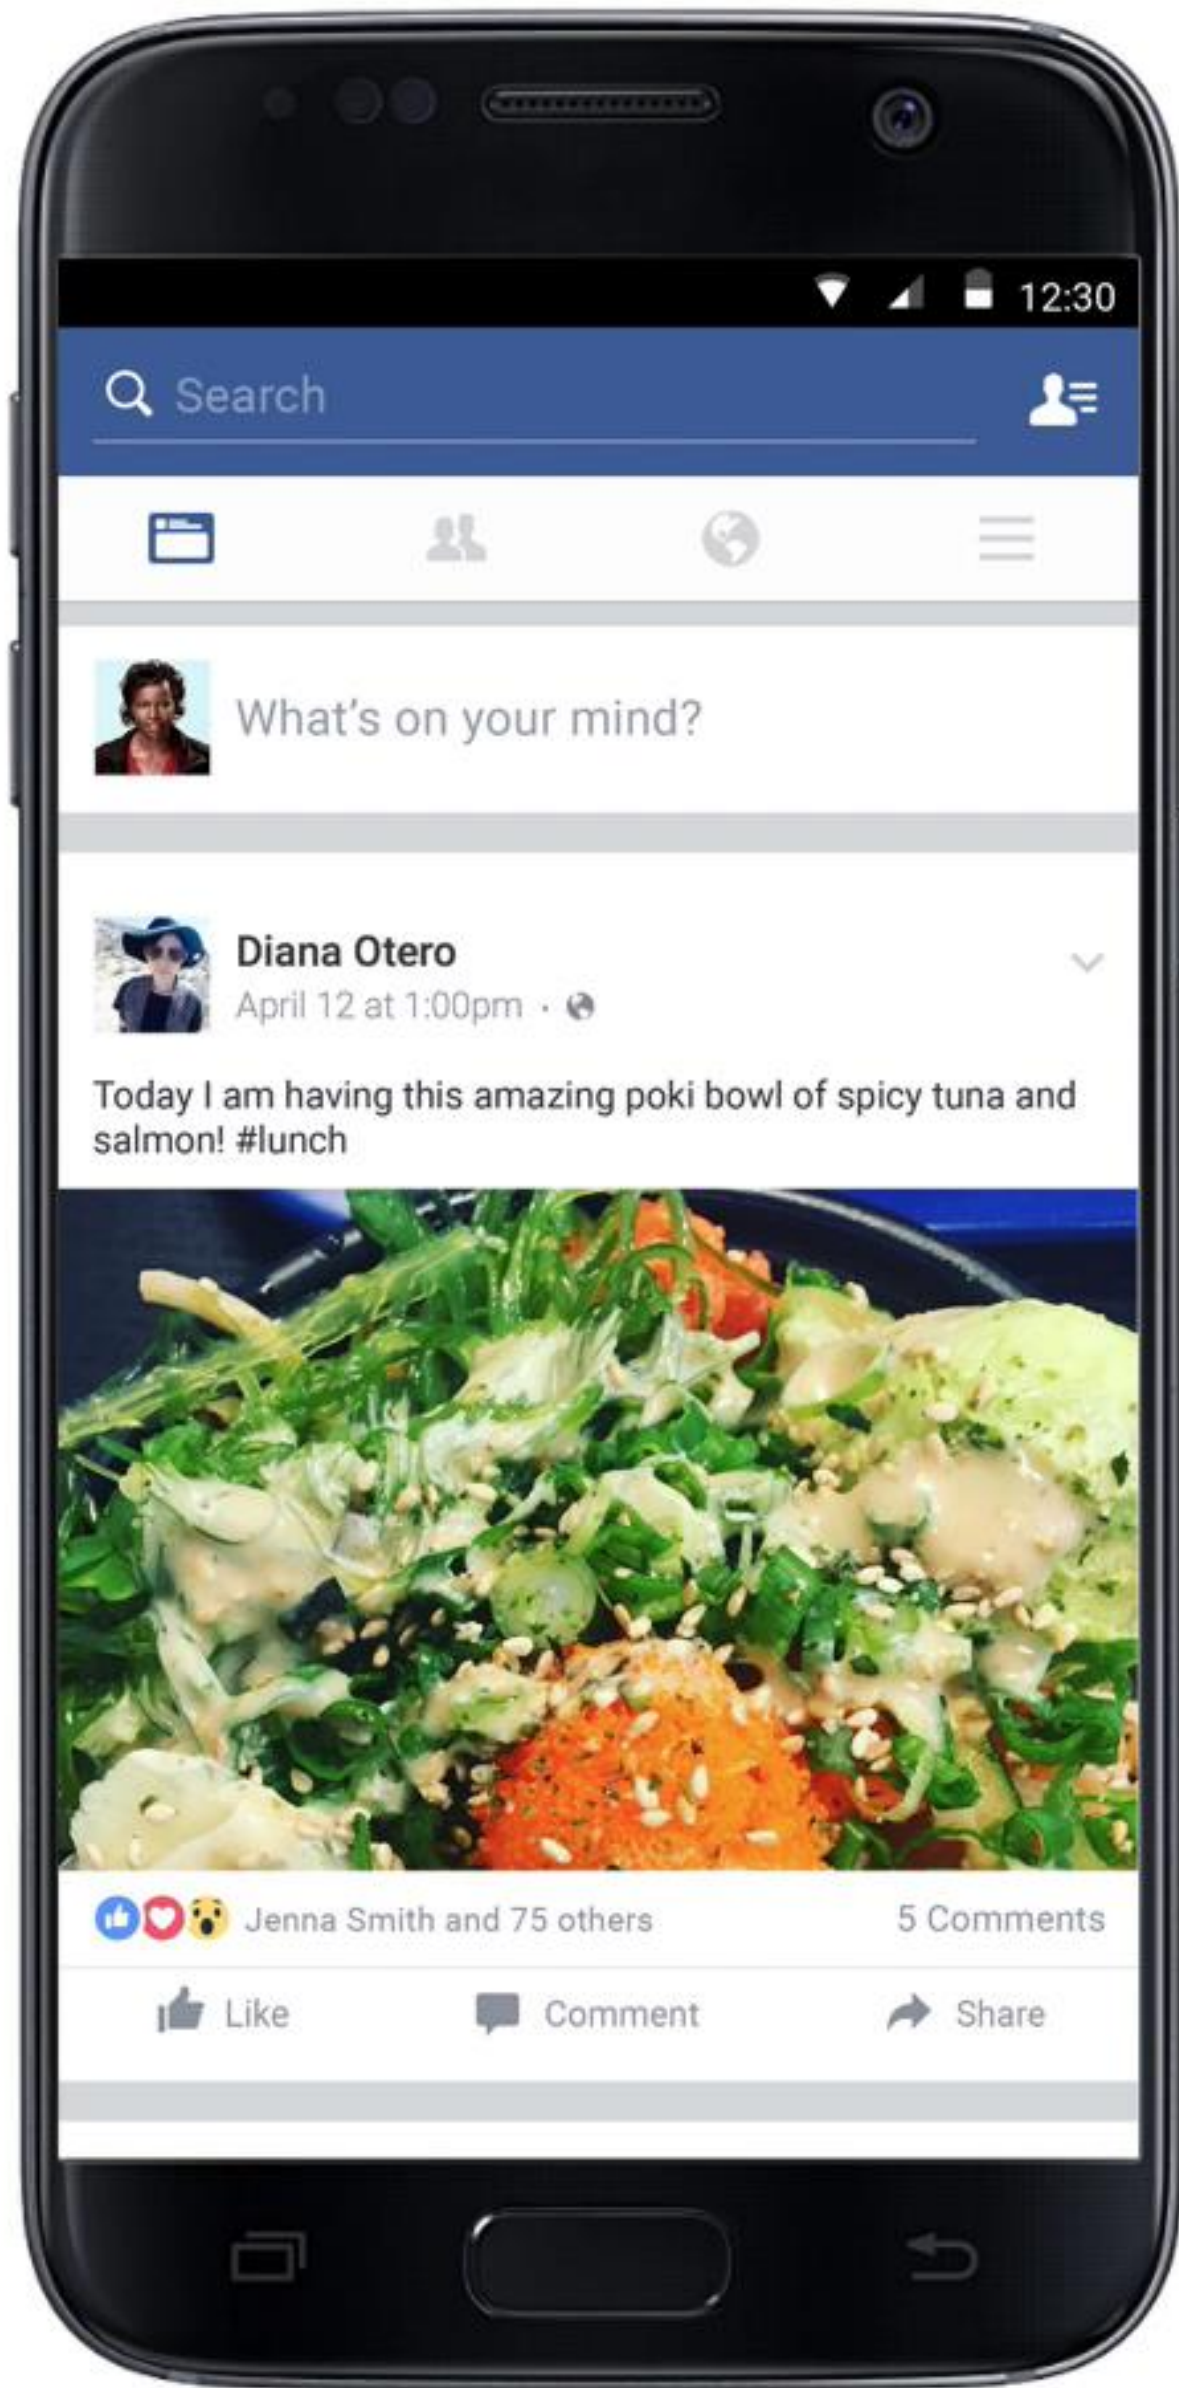 12:30
Search
What's on your mind?
Diana Otero
April 12 at 1:00pm ·
Today I am having this amazing poki bowl of spicy tuna and
salmon! #lunch
Jenna Smith and 75 others 5 Comments
Like Comment Share